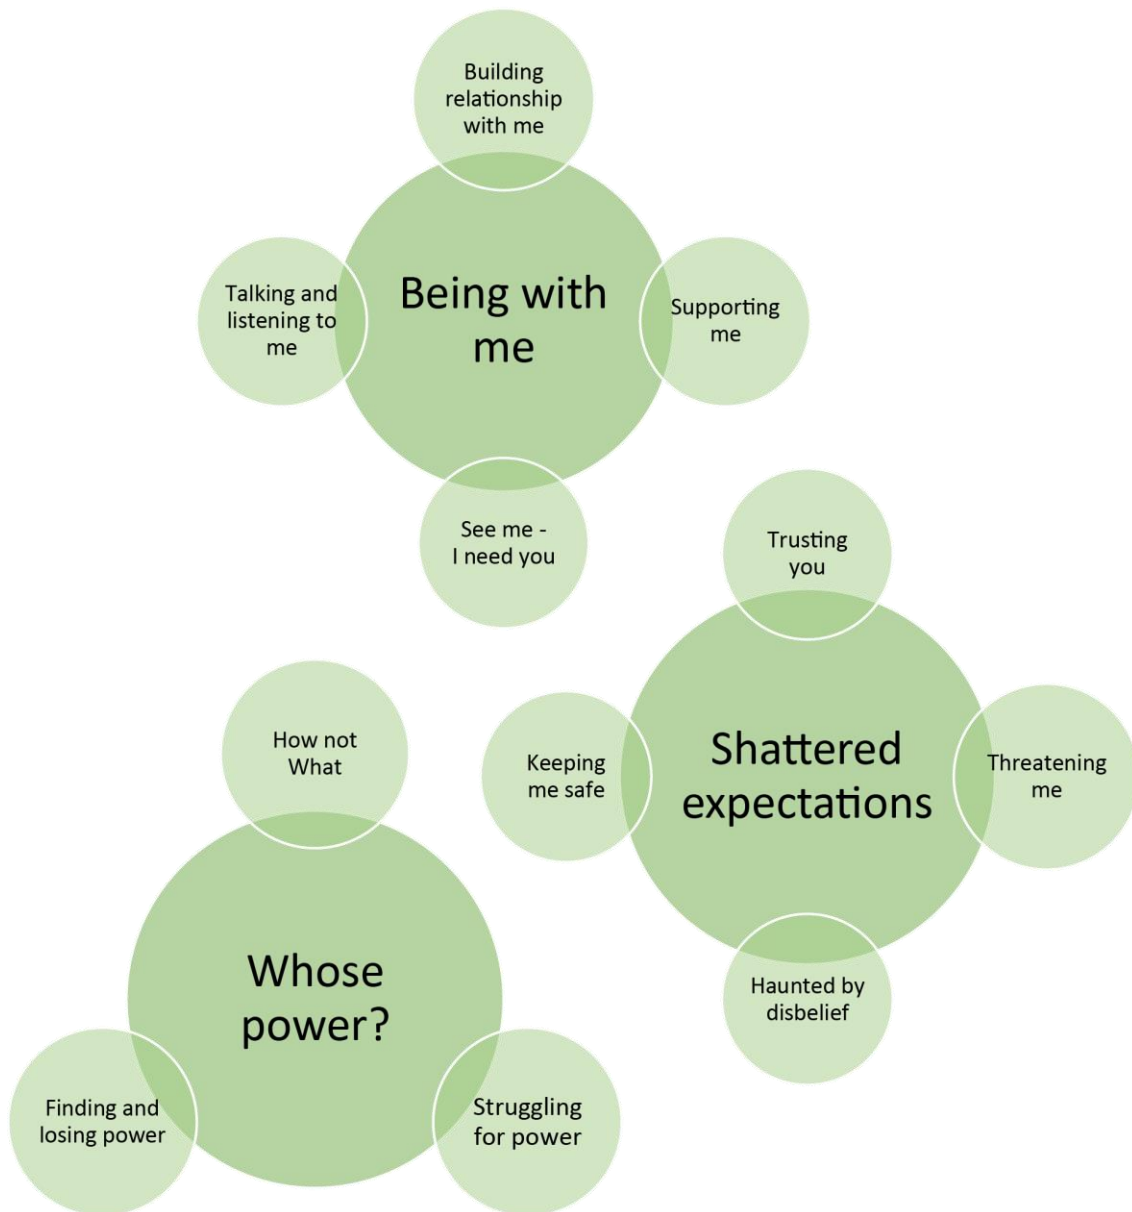 Building
relationship
with me
Talking and
listening to
me
Being with
me
Supporting
me
See me -
I need you
Trusting
you
Keeping
me safe
Shattered
expectations
Threatening
me
Haunted by
disbelief
How not
What
Whose
power?
Finding and
losing power
Struggling
for power